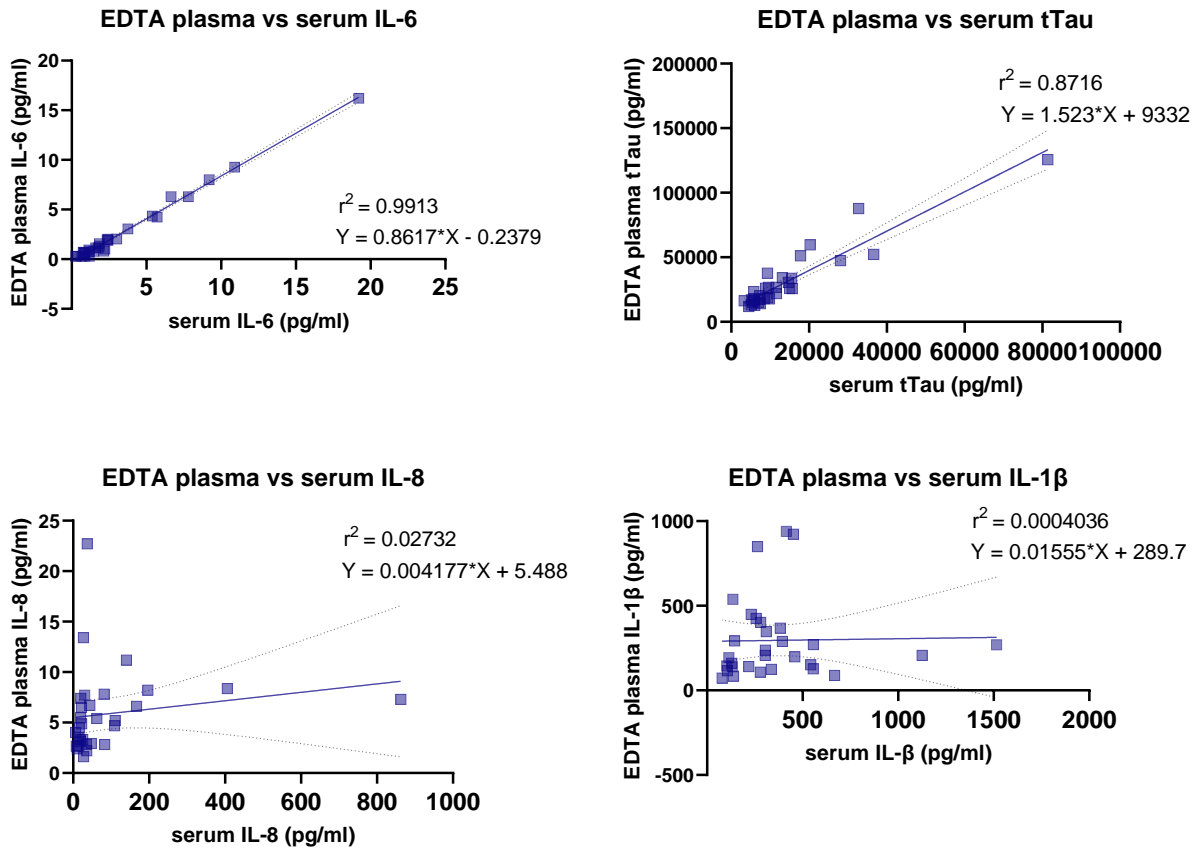 EDTA plasma vs serum IL-6
EDTA plasma IL-6 (pg/ml)
20
15
10
5
0
-5
5 10 15 20 25
serum IL-6 (pg/ml)
r² = 0.9913
Y = 0.8617*X - 0.2379
EDTA plasma vs serum tTau
EDTA plasma tTau (pg/ml)
200000
150000
100000
50000
0
0 20000 40000 60000 80000 100000
serum tTau (pg/ml)
r² = 0.8716
Y = 1.523*X + 9332
EDTA plasma vs serum IL-8
EDTA plasma IL-8 (pg/ml)
25
20
15
10
5
0
0 200 400 600 800 1000
serum IL-8 (pg/ml)
r² = 0.02732
Y = 0.004177*X + 5.488
EDTA plasma vs serum IL-1β
EDTA plasma IL-1β (pg/ml)
1000
500
0
-500
500 1000 1500 2000
serum IL-β (pg/ml)
r² = 0.0004036
Y = 0.01555*X + 289.7